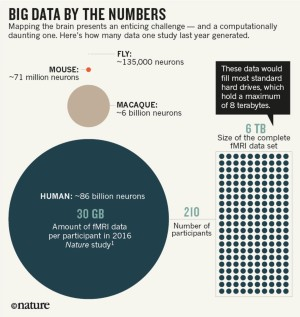 BIG DATA BY THE NUMBERS
Mapping the brain presents an enticing challenge — and a computationally
daunting one. Here's how many data one study last year generated.
FLY:
~135,000 neurons
MOUSE:
~71 million neurons
MACAQUE:
~6 billion neurons
These data would
fill most standard
hard drives, which
hold a maximum
of 8 terabytes.
6 TB
Size of the complete
fMRI data set
HUMAN: ~86 billion neurons
30 GB
Amount of fMRI data
per participant in 2016
Nature study1
210
Number of
participants
©nature